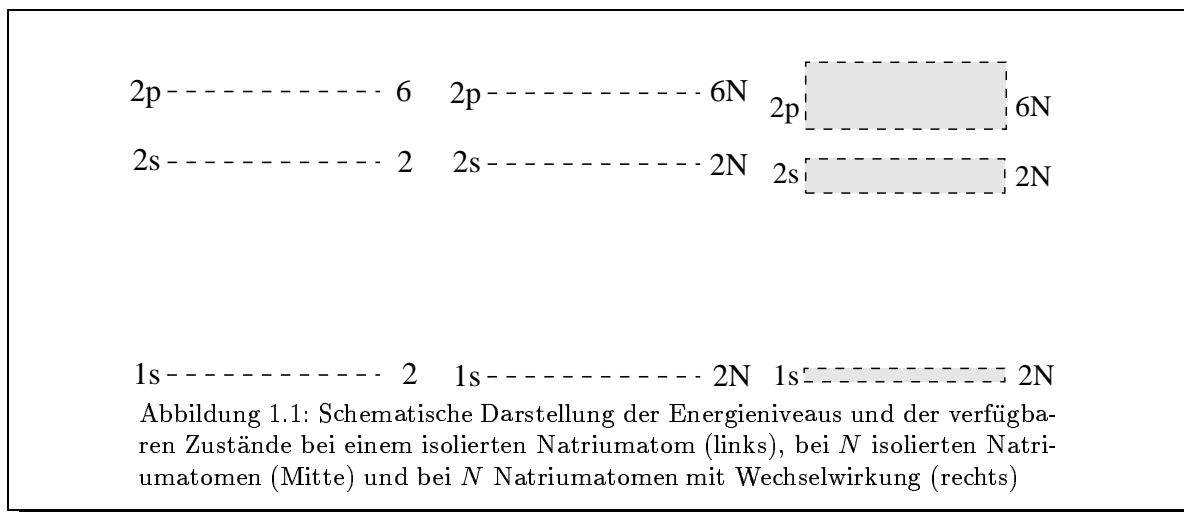 2p 6 2p 6N 2p 6N
2s 2 2s 2N 2s 2N
1s 2 1s 2N 1s 2N
Abbildung 1.1: Schematische Darstellung der Energieniveaus und der verfügba-
ren Zustände bei einem isolierten Natriumatom (links), bei N isolierten Natri-
umatomen (Mitte) und bei N Natriumatomen mit Wechselwirkung (rechts)